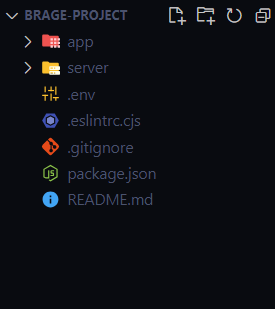 BRAGE-PROJECT
app
server
.env
.eslintrc.cjs
.gitignore
package.json
README.md